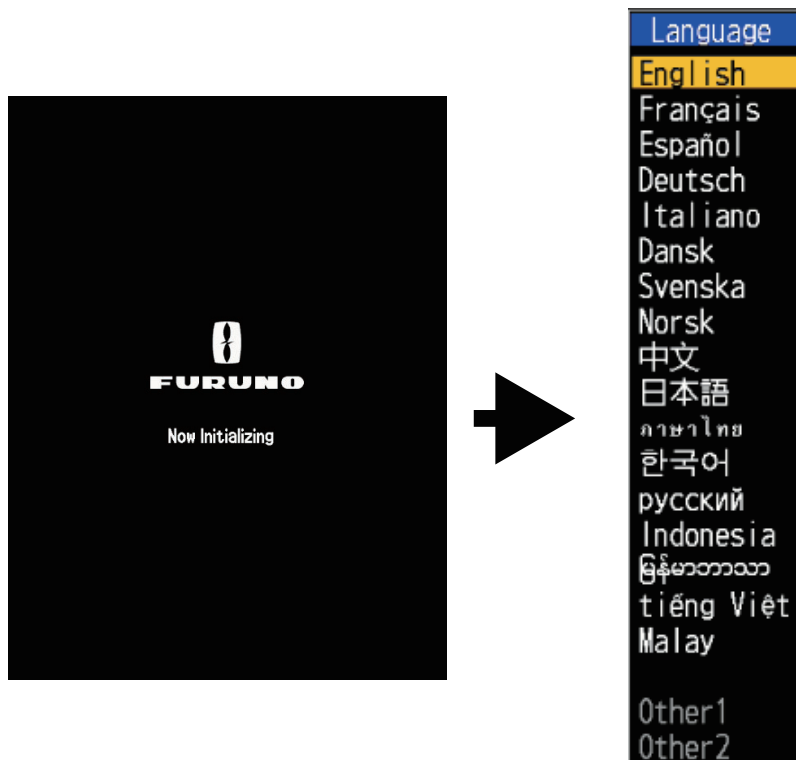 FURUNO
Now Initializing
Language
English
Français
Español
Deutsch
Italiano
Dansk
Svenska
Norsk
中文
日本語
ภาษาไทย
한국어
русский
Indonesia
မြန်မာဘာသာ
tiếng Việt
Malay
Other1
Other2